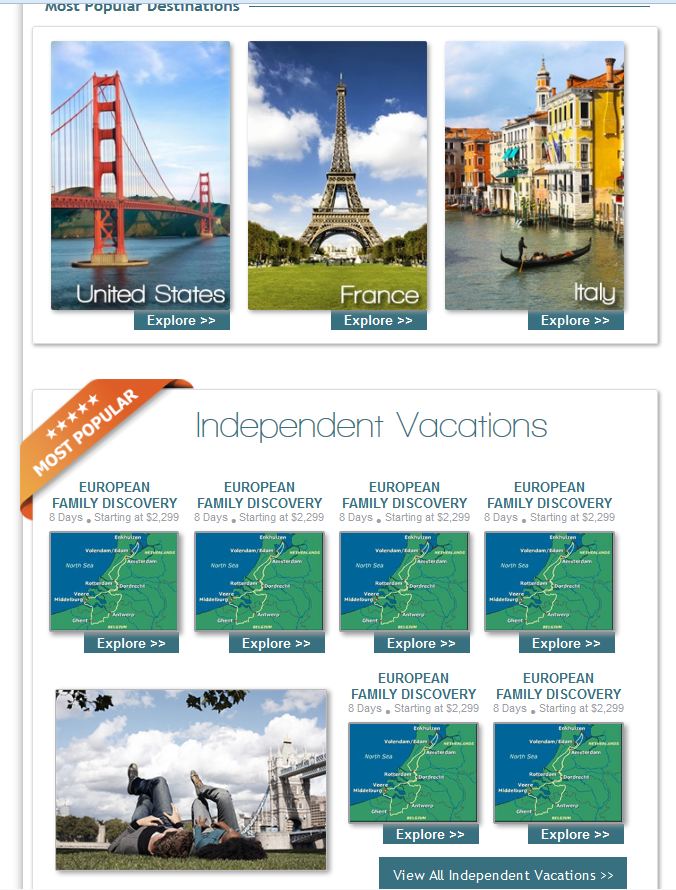 Most Popular Destinations
United States
France
Italy
Explore >>
Explore >>
Explore >>
MOST POPULAR
Independent Vacations
EUROPEAN
FAMILY DISCOVERY
8 Days • Starting at $2,299
EUROPEAN
FAMILY DISCOVERY
8 Days • Starting at $2,299
EUROPEAN
FAMILY DISCOVERY
8 Days • Starting at $2,299
EUROPEAN
FAMILY DISCOVERY
8 Days • Starting at $2,299
Enkhuizen
Volendam/Edam
NETHERLANDS
Amsterdam
North Sea
Rotterdam
Dordrecht
Veere
Middelburg
Antwerp
Ghent
BELGIUM
Enkhuizen
Volendam/Edam
NETHERLANDS
Amsterdam
North Sea
Rotterdam
Dordrecht
Veere
Middelburg
Antwerp
Ghent
BELGIUM
Enkhuizen
Volendam/Edam
NETHERLANDS
Amsterdam
North Sea
Rotterdam
Dordrecht
Veere
Middelburg
Antwerp
Ghent
BELGIUM
Enkhuizen
Volendam/Edam
NETHERLANDS
Amsterdam
North Sea
Rotterdam
Dordrecht
Veere
Middelburg
Antwerp
Ghent
BELGIUM
Explore >>
Explore >>
Explore >>
Explore >>
EUROPEAN
FAMILY DISCOVERY
8 Days • Starting at $2,299
EUROPEAN
FAMILY DISCOVERY
8 Days • Starting at $2,299
Enkhuizen
Volendam/Edam
NETHERLANDS
Amsterdam
North Sea
Rotterdam
Dordrecht
Veere
Middelburg
Antwerp
Ghent
BELGIUM
Enkhuizen
Volendam/Edam
NETHERLANDS
Amsterdam
North Sea
Rotterdam
Dordrecht
Veere
Middelburg
Antwerp
Ghent
BELGIUM
Explore >>
Explore >>
View All Independent Vacations >>